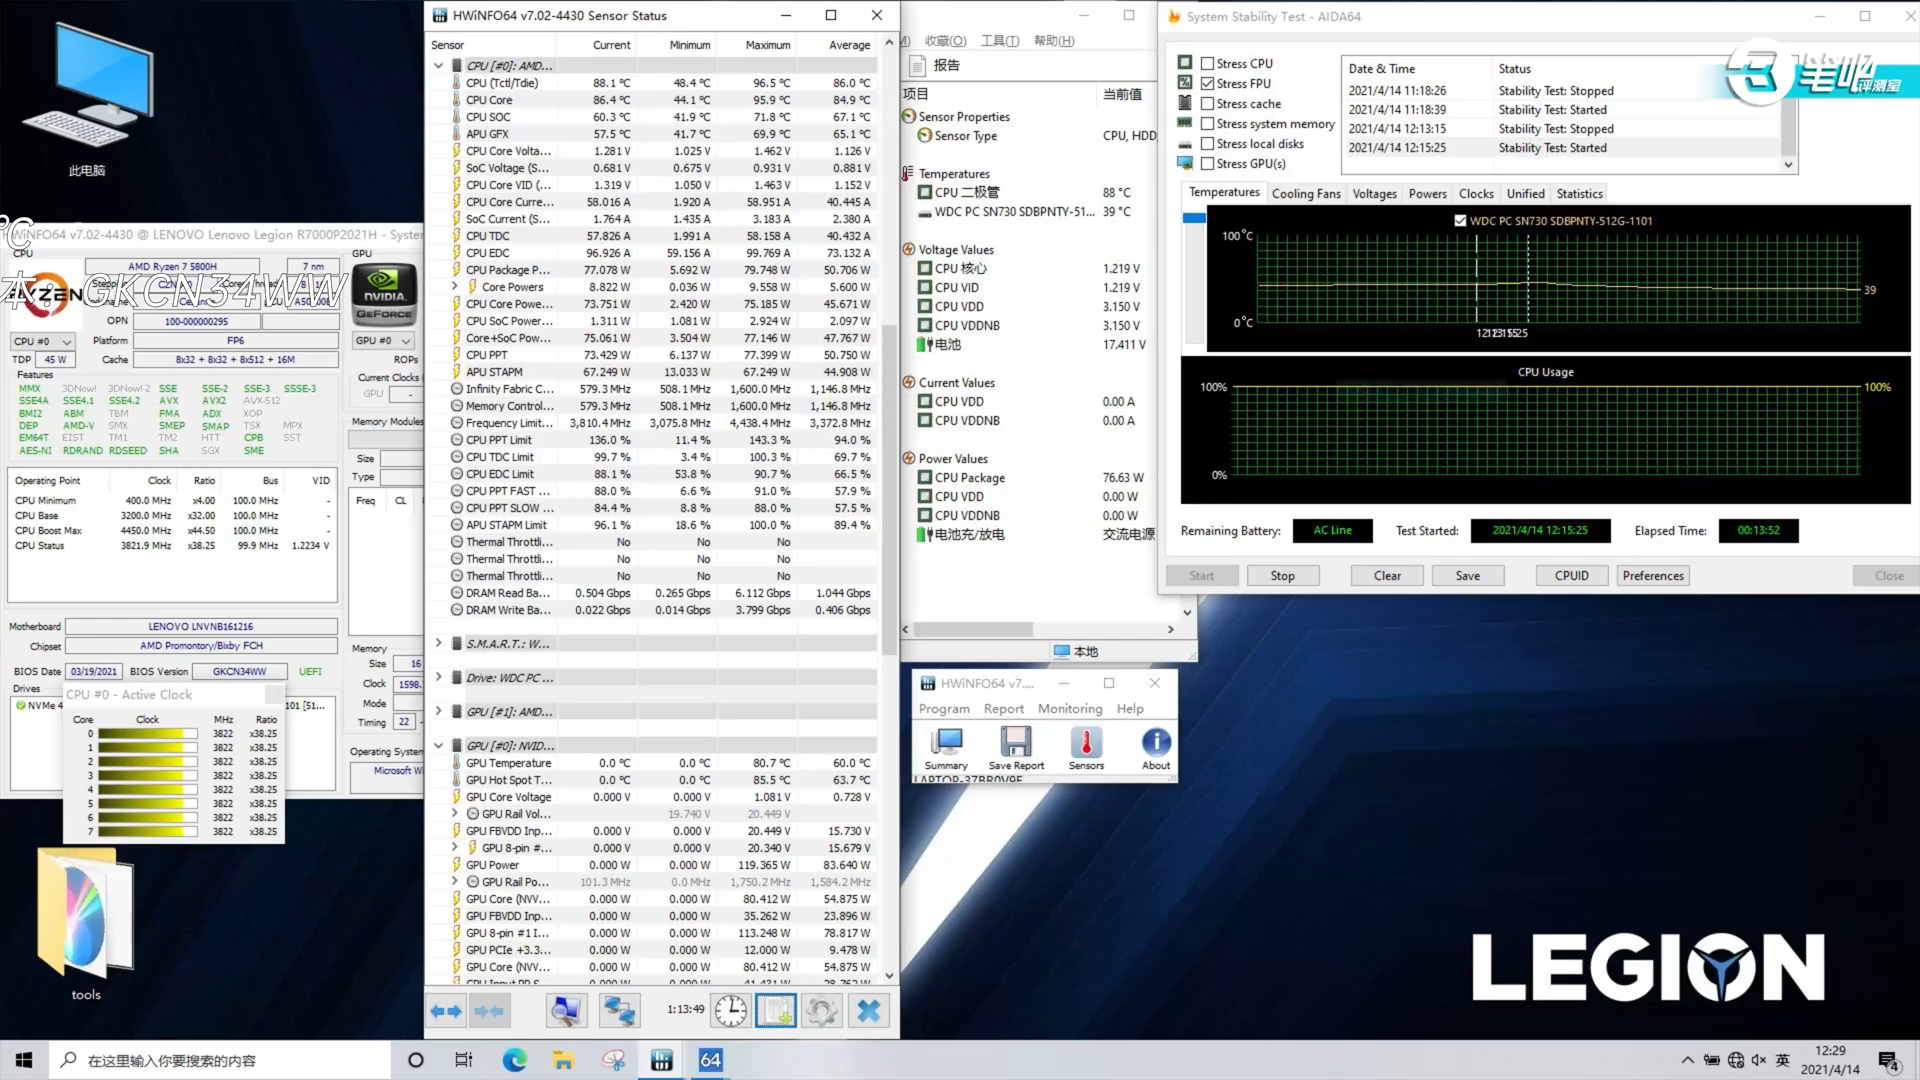 此电脑
tools
HWiNFO64 v7.02-4430 @ LENOVO Lenovo Legion R7000P2021H - System
°C
本: GKCN34WW
CPU
GPU
AMD Ryzen 7 5800H
7 nm
OPN
100-000000295
CPU #0
Platform
FP6
TDP
45 W
Cache
8x32 + 8x32 + 8x512 + 16M
NVIDIA.
GEFORCE
GPU #0
ROPs
Current Clocks
GPU
-
Features
MMX 3DNow! 3DNow!-2 SSE SSE-2 SSE-3 SSSE-3
SSE4A SSE4.1 SSE4.2 AVX AVX2 AVX-512
BMI2 ABM TBM FMA ADX XOP
DEP AMD-V SMX SMEP SMAP TSX MPX
EM64T EIST TM1 TM2 HTT CPB SST
AES-NI RDRAND RDSEED SHA SGX SME
Memory Modules
Size
Type
Freq CL
Operating Point Clock Ratio Bus VID
CPU Minimum 400.0 MHz x4.00 100.0 MHz -
CPU Base 3200.0 MHz x32.00 100.0 MHz -
CPU Boost Max 4450.0 MHz x44.50 100.0 MHz -
CPU Status 3821.9 MHz x38.25 99.9 MHz 1.2234 V
Motherboard LENOVO LNVNB161216
Chipset AMD Promontory/Bixby FCH
BIOS Date 03/19/2021 BIOS Version GKCN34WW UEFI
Drives
NVMe 4
101 [51...
Memory
Size 16
Clock 1598.
Mode
Timing 22 -
Operating System
Microsoft Wi
CPU #0 - Active Clock
Core Clock MHz Ratio
0 3822 x38.25
1 3822 x38.25
2 3822 x38.25
3 3822 x38.25
4 3822 x38.25
5 3822 x38.25
6 3822 x38.25
7 3822 x38.25
HWiNFO64 v7.02-4430 Sensor Status
Sensor Current Minimum Maximum Average
CPU [#0]: AMD...
CPU (Tctl/Tdie) 88.1 °C 48.4 °C 96.5 °C 86.0 °C
CPU Core 86.4 °C 44.1 °C 95.9 °C 84.9 °C
CPU SOC 60.3 °C 41.9 °C 71.8 °C 67.1 °C
APU GFX 57.5 °C 41.7 °C 69.9 °C 65.1 °C
CPU Core Volta... 1.281 V 1.025 V 1.462 V 1.126 V
SoC Voltage (S... 0.681 V 0.675 V 0.931 V 0.881 V
CPU Core VID (... 1.319 V 1.050 V 1.463 V 1.152 V
CPU Core Curre... 58.016 A 1.920 A 58.951 A 40.445 A
SoC Current (S... 1.764 A 1.435 A 3.183 A 2.380 A
CPU TDC 57.826 A 1.991 A 58.158 A 40.432 A
CPU EDC 96.926 A 59.156 A 99.769 A 73.132 A
CPU Package P... 77.078 W 5.692 W 79.748 W 50.706 W
Core Powers 8.822 W 0.036 W 9.558 W 5.600 W
CPU Core Powe... 73.751 W 2.420 W 75.185 W 45.671 W
CPU SoC Power... 1.311 W 1.081 W 2.924 W 2.097 W
Core+SoC Pow... 75.061 W 3.504 W 77.146 W 47.767 W
CPU PPT 73.429 W 6.137 W 77.399 W 50.750 W
APU STAPM 67.249 W 13.033 W 67.249 W 44.908 W
Infinity Fabric C... 579.3 MHz 508.1 MHz 1,600.0 MHz 1,146.8 MHz
Memory Control... 579.3 MHz 508.1 MHz 1,600.0 MHz 1,146.8 MHz
Frequency Limit... 3,810.4 MHz 3,075.8 MHz 4,438.4 MHz 3,372.8 MHz
CPU PPT Limit 136.0 % 11.4 % 143.3 % 94.0 %
CPU TDC Limit 99.7 % 3.4 % 100.3 % 69.7 %
CPU EDC Limit 88.1 % 53.8 % 90.7 % 66.5 %
CPU PPT FAST ... 88.0 % 6.6 % 91.0 % 57.9 %
CPU PPT SLOW ... 84.4 % 8.8 % 88.0 % 57.5 %
APU STAPM Limit 96.1 % 18.6 % 100.0 % 89.4 %
Thermal Throttli... No No No
Thermal Throttli... No No No
Thermal Throttli... No No No
DRAM Read Ba... 0.504 Gbps 0.265 Gbps 6.112 Gbps 1.044 Gbps
DRAM Write Ba... 0.022 Gbps 0.014 Gbps 3.799 Gbps 0.406 Gbps
S.M.A.R.T.: W...
Drive: WDC PC ...
GPU [#1]: AMD...
GPU [#0]: NVID...
GPU Temperature 0.0 °C 0.0 °C 80.7 °C 60.0 °C
GPU Hot Spot T... 0.0 °C 0.0 °C 85.5 °C 63.7 °C
GPU Core Voltage 0.000 V 0.000 V 1.081 V 0.728 V
GPU Rail Vol... 19.740 V 20.449 V
GPU FBVDD Inp... 0.000 V 0.000 V 20.449 V 15.730 V
GPU 8-pin #... 0.000 V 0.000 V 20.340 V 15.679 V
GPU Power 0.000 W 0.000 W 119.365 W 83.640 W
GPU Rail Po... 101.3 MHz 0.0 MHz 1,750.2 MHz 1,584.2 MHz
GPU Core (NVV... 0.000 W 0.000 W 80.412 W 54.875 W
GPU FBVDD Inp... 0.000 W 0.000 W 35.262 W 23.896 W
GPU 8-pin #1 I... 0.000 W 0.000 W 113.248 W 78.817 W
GPU PCIe +3.3... 0.000 W 0.000 W 12.000 W 9.478 W
GPU Core (NVV... 0.000 W 0.000 W 80.412 W 54.875 W
1:13:49
收藏(O) 工具(T) 帮助(H)
报告
项目 当前值
Sensor Properties
Sensor Type CPU, HDD,
Temperatures
CPU 二极管 88 °C
WDC PC SN730 SDBPNTY-51... 39 °C
Voltage Values
CPU 核心 1.219 V
CPU VID 1.219 V
CPU VDD 3.150 V
CPU VDDNB 3.150 V
电池 17.411 V
Current Values
CPU VDD 0.00 A
CPU VDDNB 0.00 A
Power Values
CPU Package 76.63 W
CPU VDD 0.00 W
CPU VDDNB 0.00 W
电池充/放电 交流电源
本地
HWiNFO64 v7....
Program Report Monitoring Help
Summary Save Report Sensors About
LAPTOP-37BR0V9F
System Stability Test - AIDA64
Stress CPU
Stress FPU
Stress cache
Stress system memory
Stress local disks
Stress GPU(s)
Date & Time Status
2021/4/14 11:18:26 Stability Test: Stopped
2021/4/14 11:18:39 Stability Test: Started
2021/4/14 12:13:15 Stability Test: Stopped
2021/4/14 12:15:25 Stability Test: Started
笔吧
评测室
Temperatures Cooling Fans Voltages Powers Clocks Unified Statistics
WDC PC SN730 SDBPNTY-512G-1101
100°C
39
0°C
CPU Usage
100% 100%
0%
Remaining Battery: AC Line Test Started: 2021/4/14 12:15:25 Elapsed Time: 00:13:52
Start Stop Clear Save CPUID Preferences Close
LEGION
在这里输入你要搜索的内容
64
英
12:29
2021/4/14
4